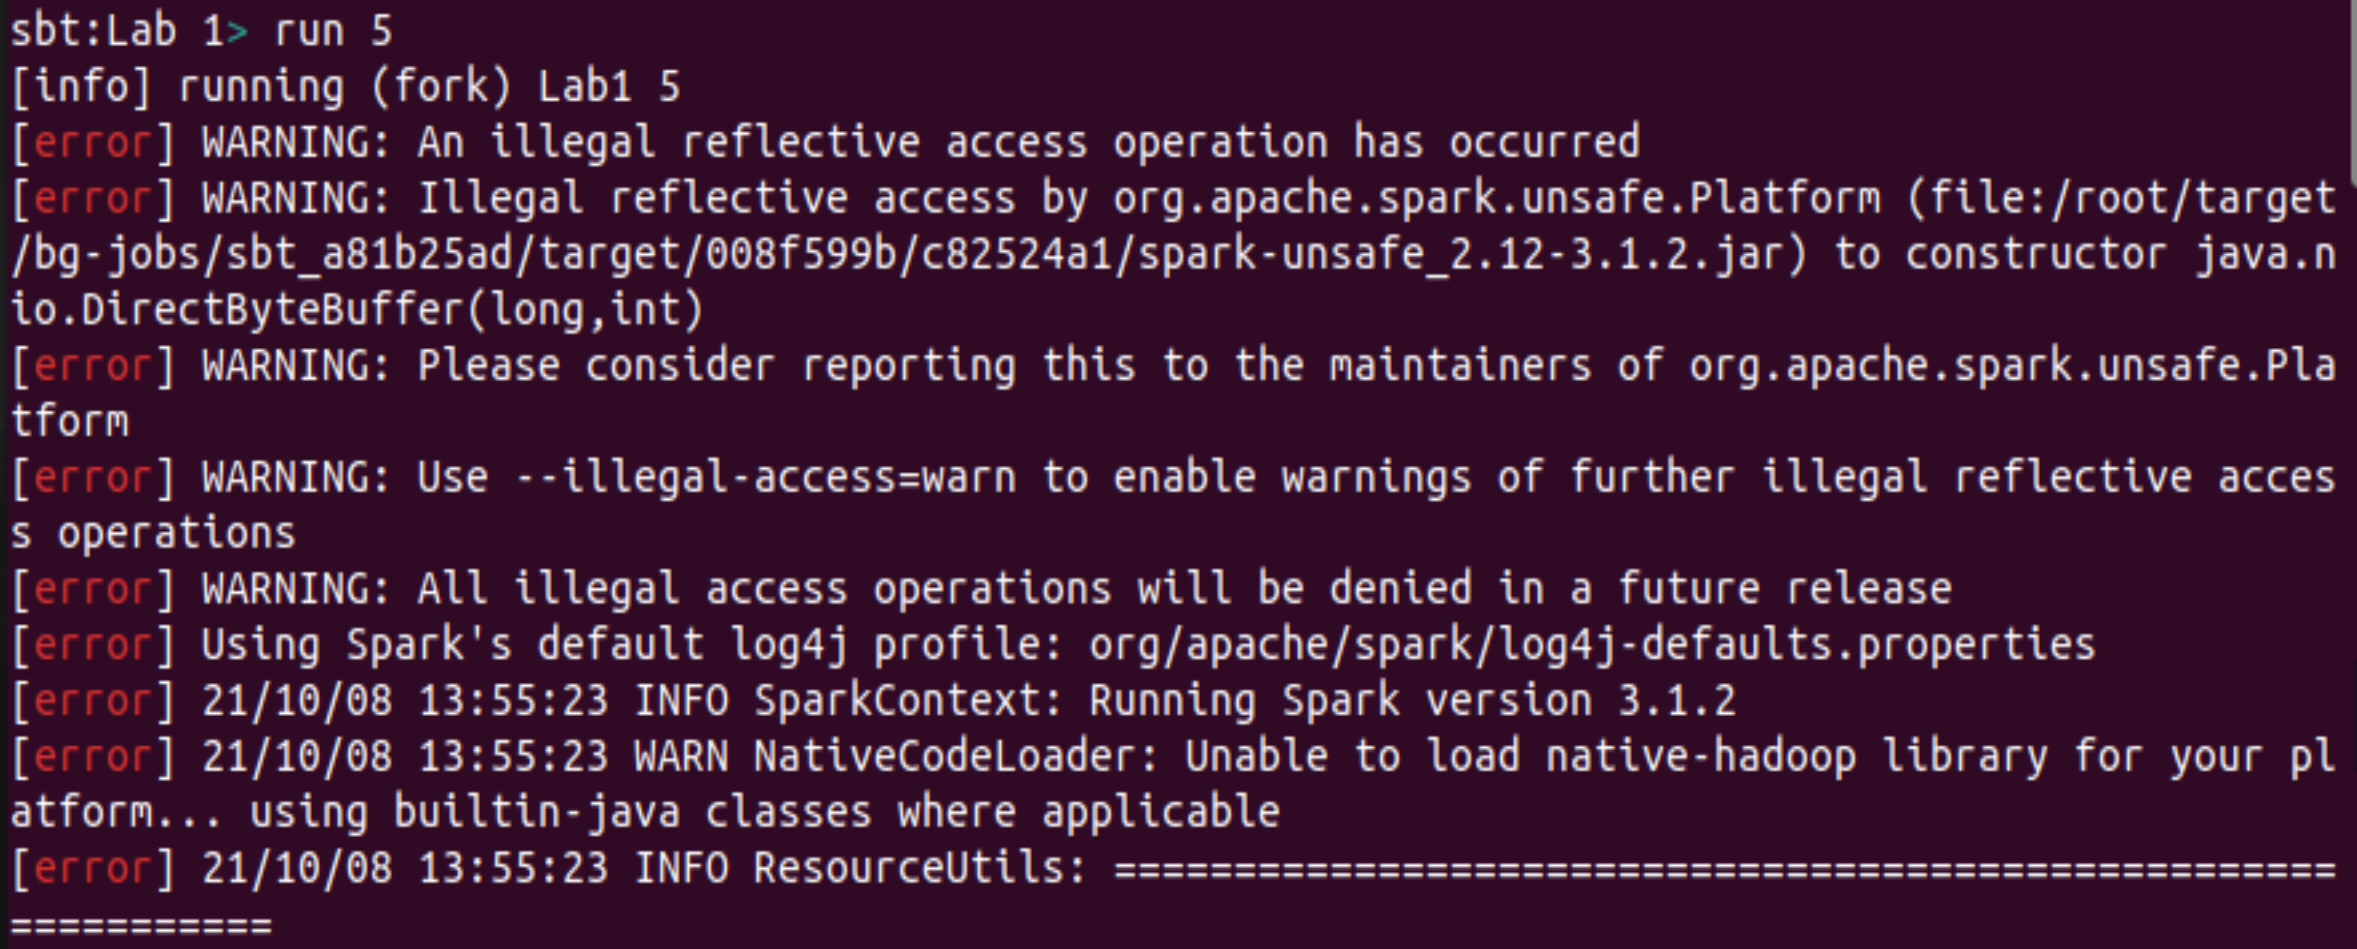 sbt:Lab 1> run 5
[info] running (fork) Lab1 5
[error] WARNING: An illegal reflective access operation has occurred
[error] WARNING: Illegal reflective access by org.apache.spark.unsafe.Platform (file:/root/target
/bg-jobs/sbt_a81b25ad/target/008f599b/c82524a1/spark-unsafe_2.12-3.1.2.jar) to constructor java.n
io.DirectByteBuffer(long,int)
[error] WARNING: Please consider reporting this to the maintainers of org.apache.spark.unsafe.Pla
tform
[error] WARNING: Use --illegal-access=warn to enable warnings of further illegal reflective acces
s operations
[error] WARNING: All illegal access operations will be denied in a future release
[error] Using Spark's default log4j profile: org/apache/spark/log4j-defaults.properties
[error] 21/10/08 13:55:23 INFO SparkContext: Running Spark version 3.1.2
[error] 21/10/08 13:55:23 WARN NativeCodeLoader: Unable to load native-hadoop library for your pl
atform... using builtin-java classes where applicable
[error] 21/10/08 13:55:23 INFO ResourceUtils: ===================================================
===========